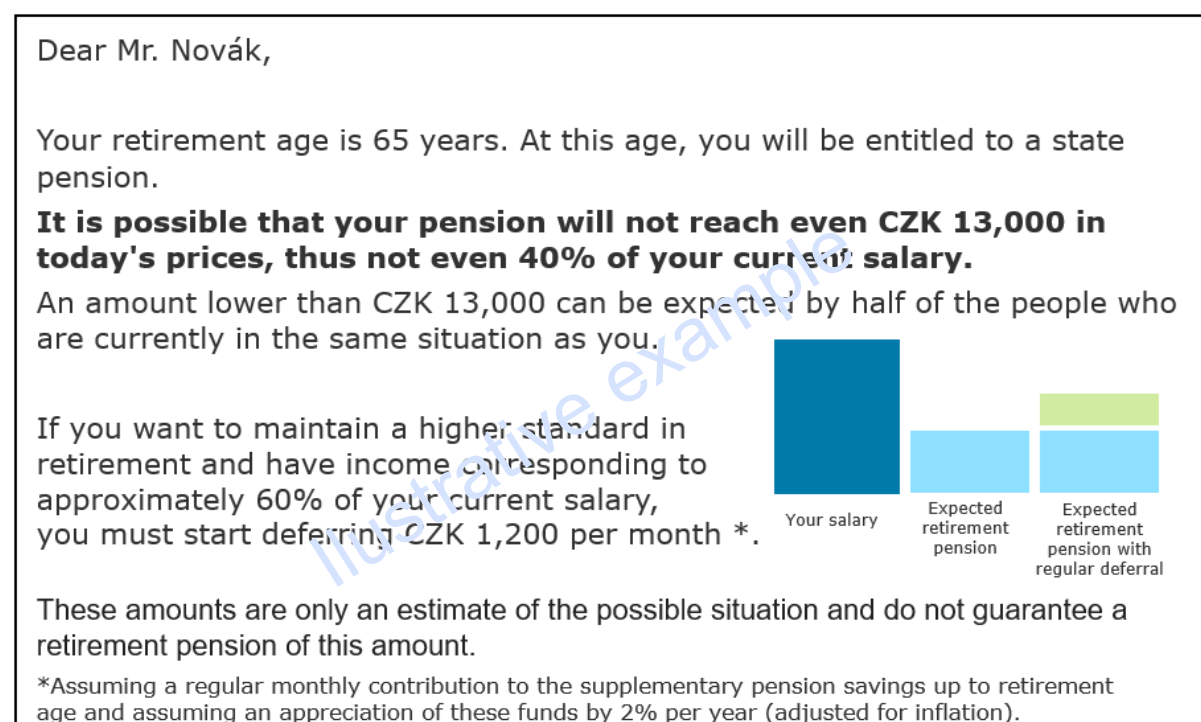 Dear Mr. Novák,
Your retirement age is 65 years. At this age, you will be entitled to a state
pension.
It is possible that your pension will not reach even CZK 13,000 in
today's prices, thus not even 40% of your current salary.
An amount lower than CZK 13,000 can be expected by half of the people who
are currently in the same situation as you.
If you want to maintain a higher standard in
retirement and have income corresponding to
approximately 60% of your current salary,
you must start deferring CZK 1,200 per month *.
Your salary
Expected
retirement
pension
Expected
retirement
pension with
regular deferral
Ilustrative example
These amounts are only an estimate of the possible situation and do not guarantee a
retirement pension of this amount.
*Assuming a regular monthly contribution to the supplementary pension savings up to retirement
age and assuming an appreciation of these funds by 2% per year (adjusted for inflation).